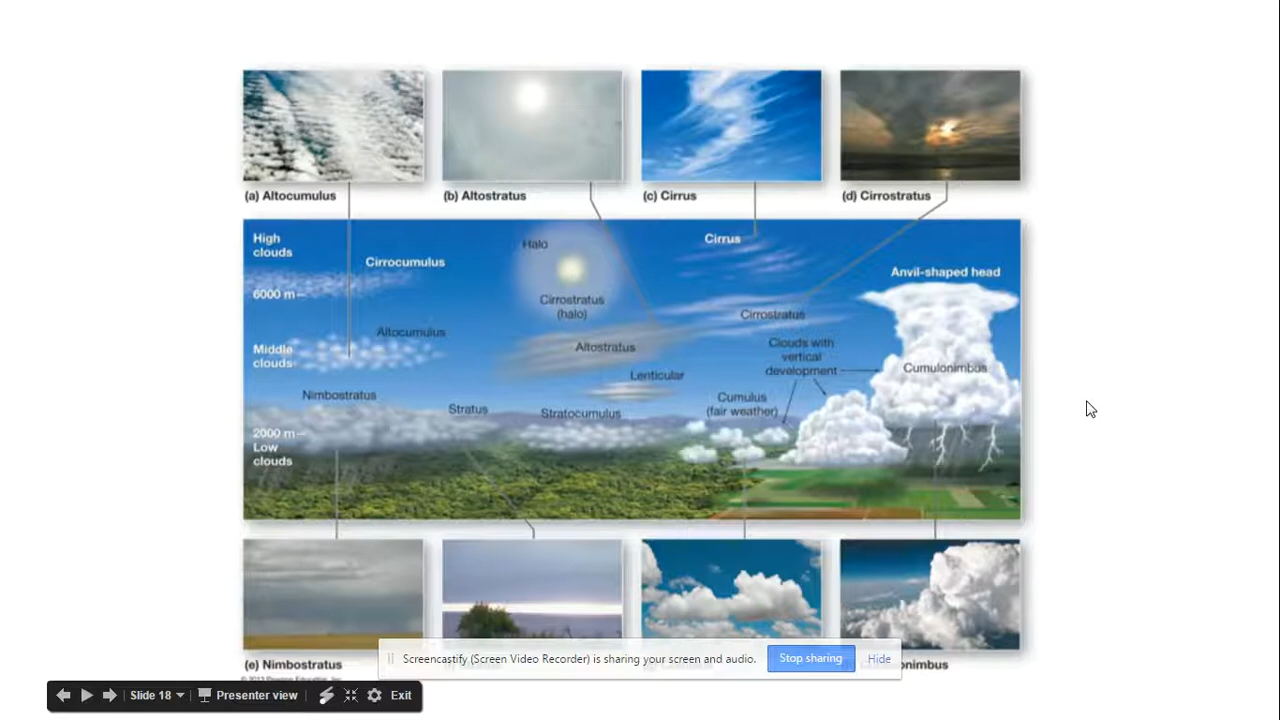 (a) Altocumulus
(b) Altostratus
(c) Cirrus
(d) Cirrostratus
High
clouds
Cirrocumulus
6000 m
Halo
Cirrostratus
(halo)
Cirrus
Anvil-shaped head
Altocumulus
Middle
clouds
Altostratus
Cirrostratus
Clouds with
vertical
development
Cumulonimbus
Lenticular
Nimbostratus
Stratus
Stratocumulus
Cumulus
(fair weather)
2000 m
Low
clouds
Screencastify (Screen Video Recorder) is sharing your screen and audio.
Stop sharing
Hide
(e) Nimbostratus
onimbus
Slide 18
Presenter view
Exit